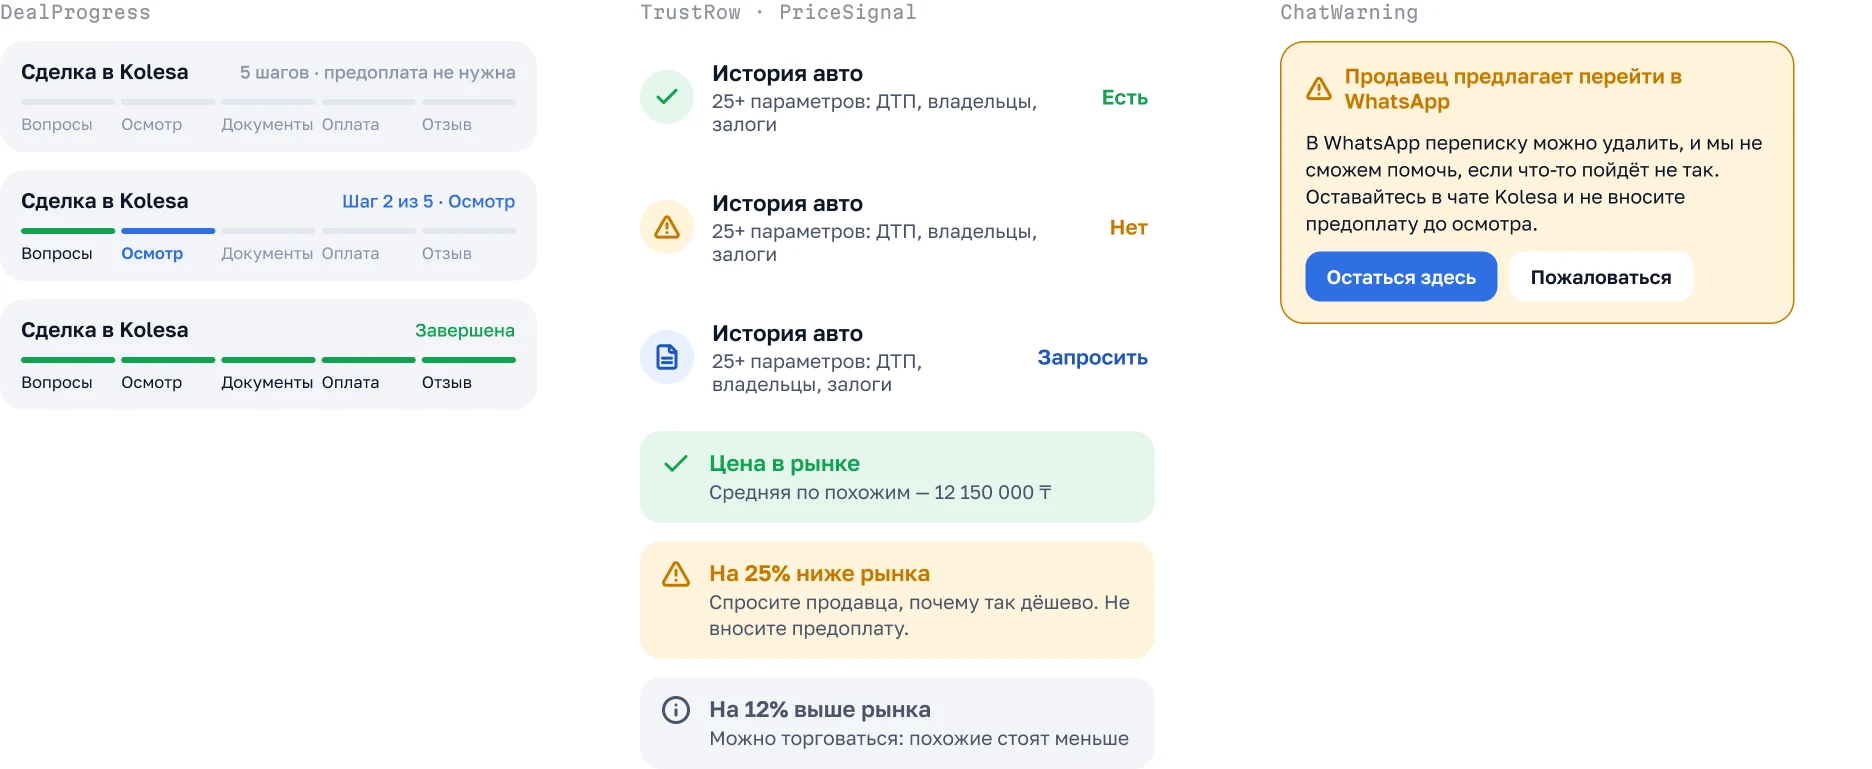 DealProgress
Сделка в Kolesa
5 шагов · предоплата не нужна
Вопросы Осмотр Документы Оплата Отзыв
Сделка в Kolesa
Шаг 2 из 5 · Осмотр
Вопросы Осмотр Документы Оплата Отзыв
Сделка в Kolesa
Завершена
Вопросы Осмотр Документы Оплата Отзыв
TrustRow · PriceSignal
История авто
25+ параметров: ДТП, владельцы,
залоги
Есть
История авто
25+ параметров: ДТП, владельцы,
залоги
Нет
История авто
25+ параметров: ДТП,
владельцы, залоги
Запросить
Цена в рынке
Средняя по похожим — 12 150 000 ₸
На 25% ниже рынка
Спросите продавца, почему так дёшево. Не
вносите предоплату.
На 12% выше рынка
Можно торговаться: похожие стоят меньше
ChatWarning
Продавец предлагает перейти в
WhatsApp
В WhatsApp переписку можно удалить, и мы не
сможем помочь, если что-то пойдёт не так.
Оставайтесь в чате Kolesa и не вносите
предоплату до осмотра.
Остаться здесь
Пожаловаться